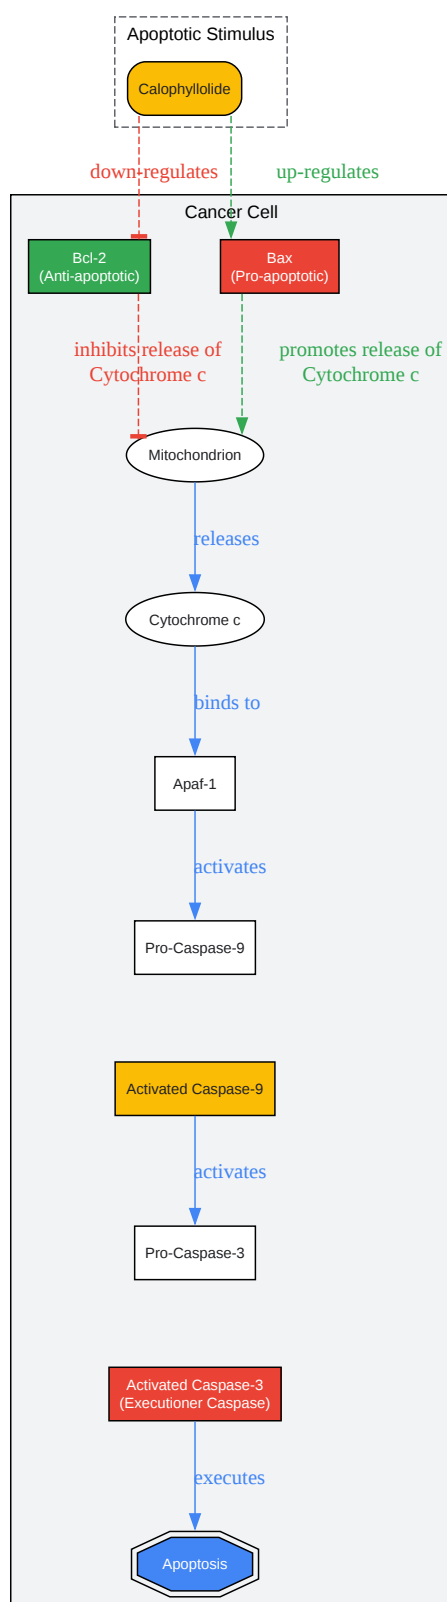 Apoptotic Stimulus
Calophyllolide
down-regulates
up-regulates
Cancer Cell
Bcl-2
(Anti-apoptotic)
Bax
(Pro-apoptotic)
inhibits release of
Cytochrome c
promotes release of
Cytochrome c
Mitochondrion
releases
Cytochrome c
binds to
Apaf-1
activates
Pro-Caspase-9
Activated Caspase-9
activates
Pro-Caspase-3
Activated Caspase-3
(Executioner Caspase)
executes
Apoptosis